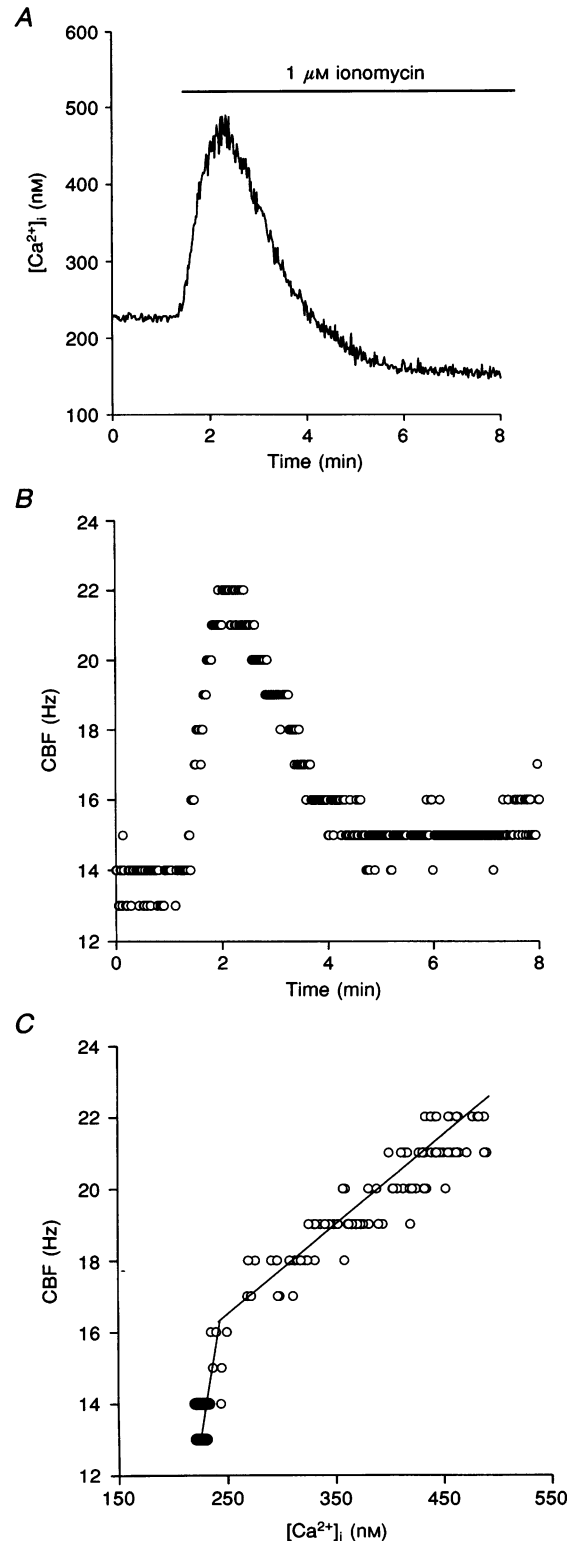 A
600
1 μM ionomycin
500
400
[Ca²⁺]ᵢ (nM)
300
200
100
0 2 4 6 8
Time (min)
B
24
22
20
CBF (Hz)
18
16
14
12
0 2 4 6 8
Time (min)
C
24
22
20
CBF (Hz)
18
16
14
12
150 250 350 450 550
[Ca²⁺]ᵢ (nM)